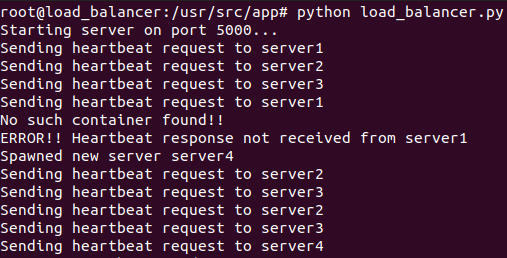 root@load_balancer:/usr/src/app# python load_balancer.py
Starting server on port 5000...
Sending heartbeat request to server1
Sending heartbeat request to server2
Sending heartbeat request to server3
Sending heartbeat request to server1
No such container found!!
ERROR!! Heartbeat response not received from server1
Spawned new server server4
Sending heartbeat request to server2
Sending heartbeat request to server3
Sending heartbeat request to server2
Sending heartbeat request to server3
Sending heartbeat request to server4